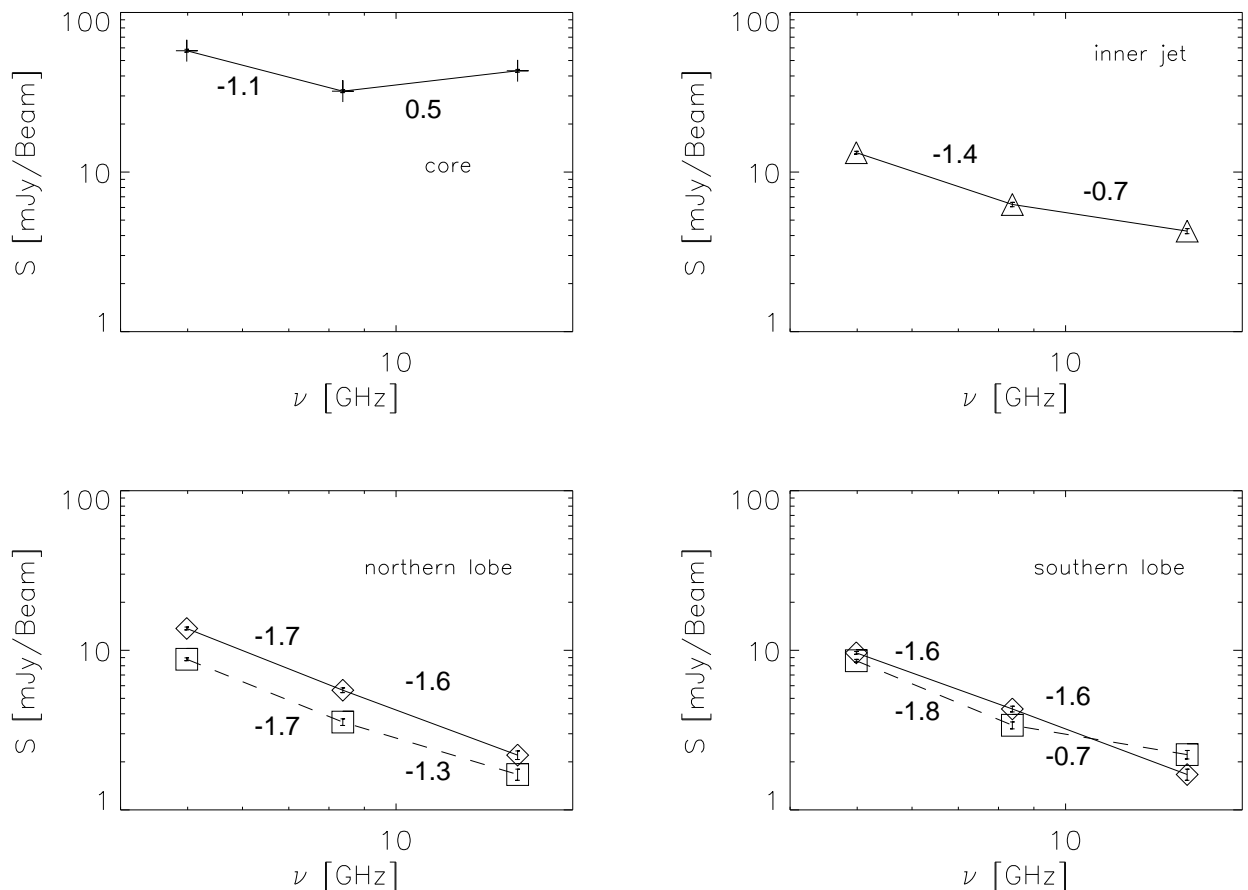 100
10
1
S [mJy/Beam]
-1.1
0.5
core
10
ν [GHz]
100
10
1
S [mJy/Beam]
inner jet
-1.4
-0.7
10
ν [GHz]
100
10
1
S [mJy/Beam]
northern lobe
-1.7
-1.6
-1.7
-1.3
10
ν [GHz]
100
10
1
S [mJy/Beam]
southern lobe
-1.6
-1.6
-1.8
-0.7
10
ν [GHz]